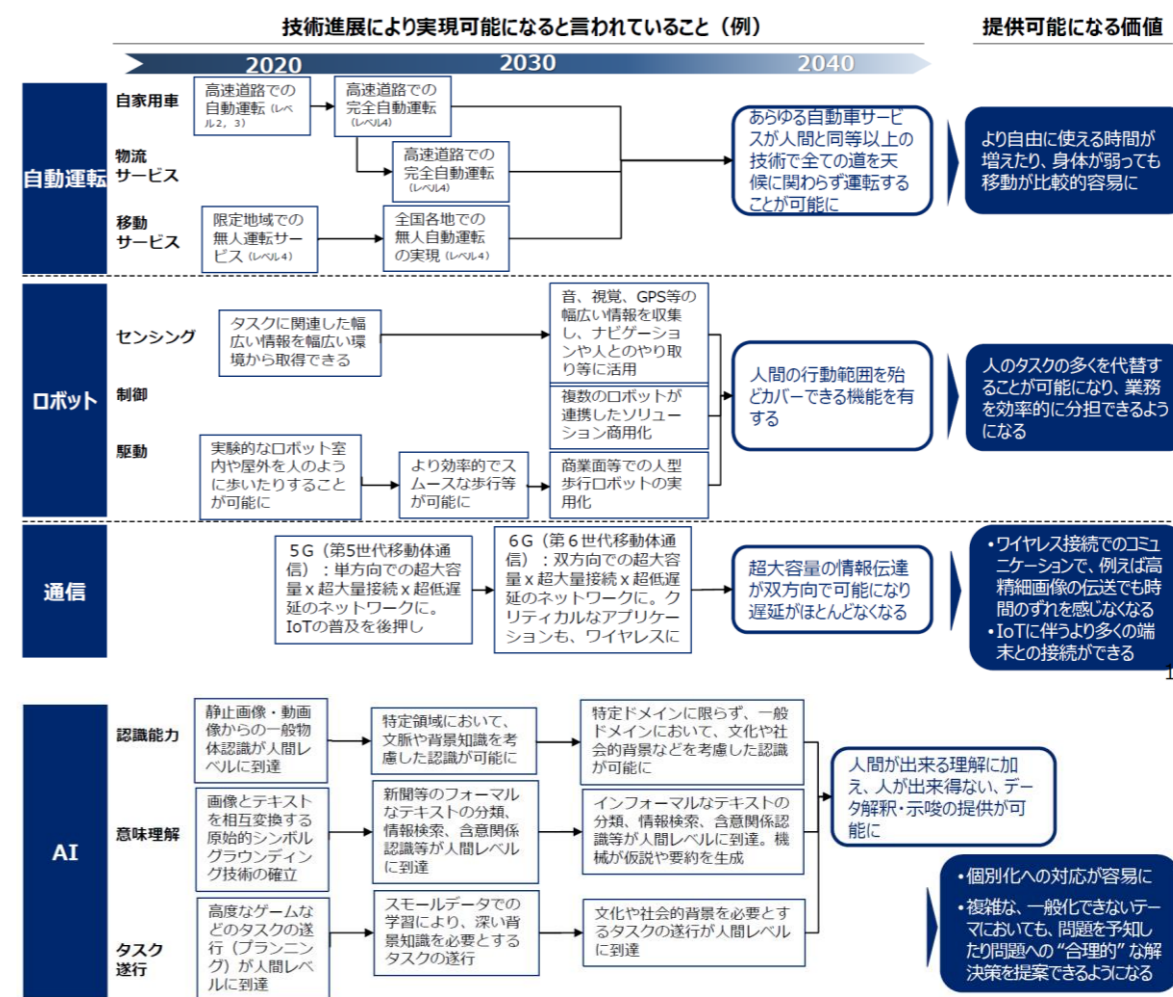 技術進展により実現可能になると言われていること（例）
提供可能になる価値
2020
2030
2040
自動運転
自家用車
高速道路での
自動運転（レベ
ル2，3）
高速道路での
完全自動運転
（レベル4）
物流
サービス
高速道路での
完全自動運転
（レベル4）
移動
サービス
限定地域での
無人運転サー
ビス（レベル4）
全国各地での
無人自動運転
の実現（レベル4）
あらゆる自動車サービ
スが人間と同等以上の
技術で全ての道を天
候に関わらず運転する
ことが可能に
より自由に使える時間が
増えたり、身体が弱っても
移動が比較的容易に
ロボット
センシング
タスクに関連した幅
広い情報を幅広い環
境から取得できる
音、視覚、GPS等の
幅広い情報を収集
し、ナビゲーショ
ンや人とのやり取
り等に活用
制御
複数のロボットが
連携したソリュー
ション商用化
駆動
実験的なロボット室
内や屋外を人のよう
に歩いたりすること
が可能に
より効率的でス
ムースな歩行等
が可能に
商業面等での人型
歩行ロボットの実
用化
人間の行動範囲を殆
どカバーできる機能を有
する
人のタスクの多くを代替す
ることが可能になり、業務
を効率的に分担できるよう
になる
通信
５G（第5世代移動体通
信）：単方向での超大容
量ｘ超大量接続ｘ超低遅
延のネットワークに。
IoTの普及を後押し
６G（第６世代移動体通
信）：双方向での超大容
量ｘ超大量接続ｘ超低遅
延のネットワークに。ク
リティカルなアプリケー
ションも、ワイヤレスに
超大容量の情報伝達
が双方向で可能になり
遅延がほとんどなくなる
•ワイヤレス接続でのコミュ
ニケーションで、例えば高
精細画像の伝送でも時
間のずれを感じなくなる
•IoTに伴うより多くの端
末との接続ができる
1
AI
認識能力
静止画像・動画
像からの一般物
体認識が人間レ
ベルに到達
特定領域において、
文脈や背景知識を考
慮した認識が可能に
特定ドメインに限らず、一般
ドメインにおいて、文化や社
会的背景などを考慮した認識
が可能に
意味理解
画像とテキスト
を相互変換する
原始的シンボル
グラウンディン
グ技術の確立
新聞等のフォーマル
なテキストの分類、
情報検索、含意関係
認識等が人間レベル
に到達
インフォーマルなテキストの
分類、情報検索、含意関係認
識等が人間レベルに到達。機
械が仮説や要約を生成
タスク
遂行
高度なゲームな
どのタスクの遂
行（プランニン
グ）が人間レベ
ルに到達
スモールデータでの
学習により、深い背
景知識を必要とする
タスクの遂行
文化や社会的背景を必要とす
るタスクの遂行が人間レベル
に到達
人間が出来る理解に加
え、人が出来得ない、デー
タ解釈・示唆の提供が可
能に
•個別化への対応が容易に
•複雑な、一般化できないテー
マにおいても、問題を予知し
たり問題への“合理的”な解
決策を提案できるようになる